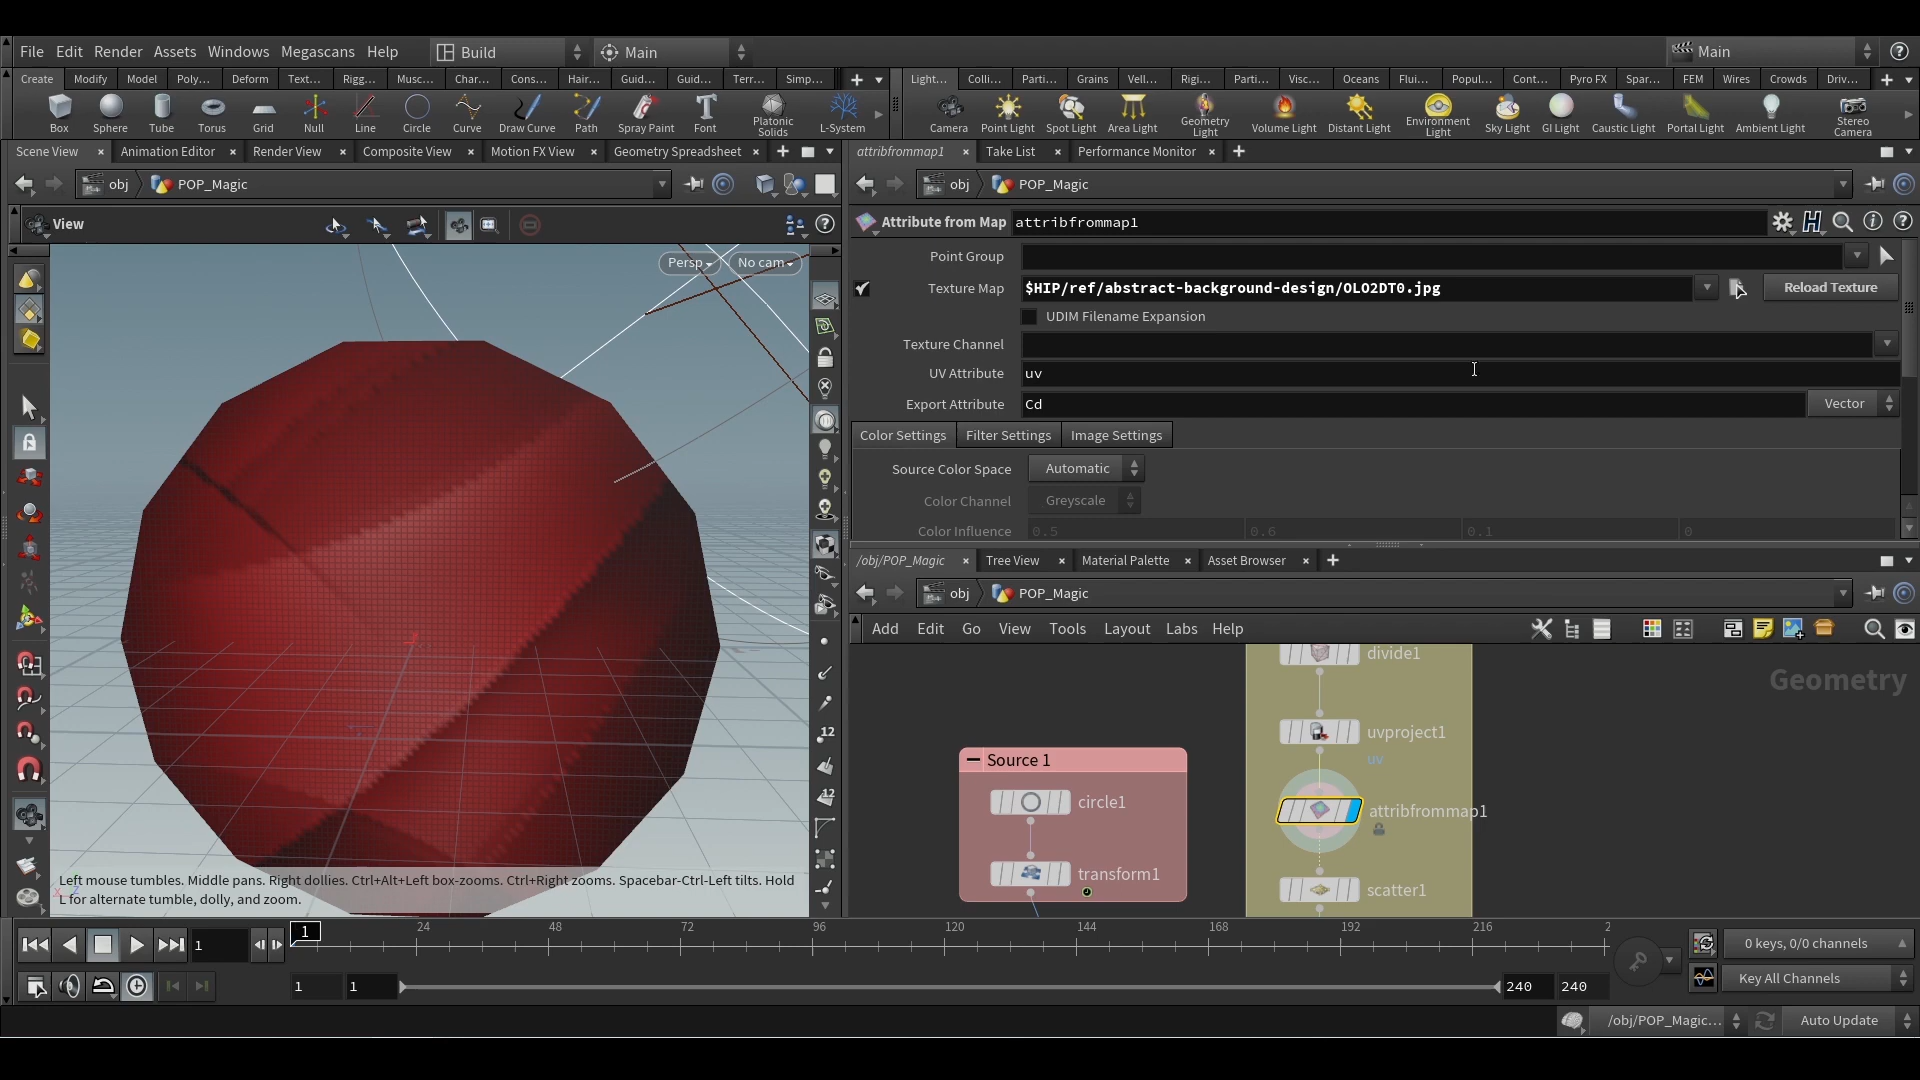 File Edit Render Assets Windows Megascans Help Build Main Main
Create Modify Model Poly... Deform Text... Rigg... Musc... Char... Cons... Hair... Guid... Guid... Terr... Simp...
Box Sphere Tube Torus Grid Null Line Circle Curve Draw Curve Path Spray Paint Font Platonic Solids L-System
Light... Colli... Parti... Grains Vell... Rigi... Parti... Visc... Oceans Flui... Popul... Cont... Pyro FX Spar... FEM Wires Crowds Driv...
Camera Point Light Spot Light Area Light Geometry Light Volume Light Distant Light Environment Light Sky Light GI Light Caustic Light Portal Light Ambient Light Stereo Camera
Scene View Animation Editor Render View Composite View Motion FX View Geometry Spreadsheet
obj POP_Magic
View
Persp No cam
12
12
Left mouse tumbles. Middle pans. Right dollies. Ctrl+Alt+Left box-zooms. Ctrl+Right zooms. Spacebar-Ctrl-Left tilts. Hold
L for alternate tumble, dolly, and zoom.
attribfrommap1 Take List Performance Monitor
obj POP_Magic
Attribute from Map attribfrommap1
Point Group
Texture Map $HIP/ref/abstract-background-design/OLO2DT0.jpg Reload Texture
UDIM Filename Expansion
Texture Channel
UV Attribute uv
Export Attribute Cd Vector
Color Settings Filter Settings Image Settings
Source Color Space Automatic
Color Channel Greyscale
Color Influence 0.5 0.6 0.1 0
/obj/POP_Magic Tree View Material Palette Asset Browser
obj POP_Magic
Add Edit Go View Tools Layout Labs Help
Geometry
divide1
uvproject1
uv
attribfrommap1
scatter1
Source 1
circle1
transform1
1 1 24 48 72 96 120 144 168 192 216 2
0 keys, 0/0 channels
1 1 240 240
Key All Channels
/obj/POP_Magic... Auto Update